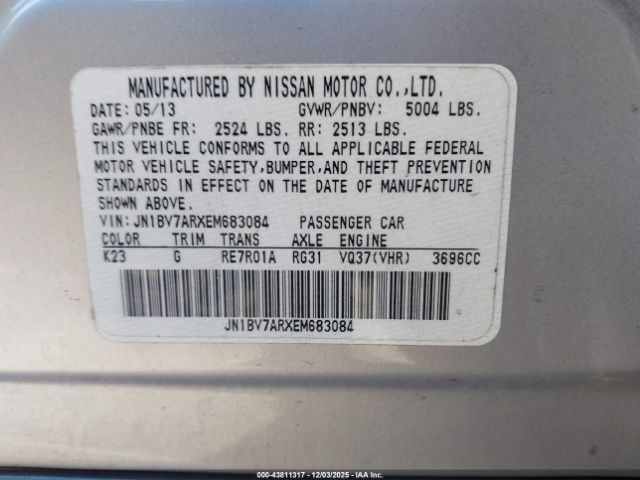 MANUFACTURED BY NISSAN MOTOR CO.,LTD.
DATE: 05/13 GVWR/PNBV: 5004 LBS.
GAWR/PNBE FR: 2524 LBS. RR: 2513 LBS.
THIS VEHICLE CONFORMS TO ALL APPLICABLE FEDERAL
MOTOR VEHICLE SAFETY,BUMPER,AND THEFT PREVENTION
STANDARDS IN EFFECT ON THE DATE OF MANUFACTURE
SHOWN ABOVE.
VIN: JN1BV7ARXEM683084 PASSENGER CAR
COLOR TRIM TRANS AXLE ENGINE
K23 G RE7R01A RG31 VQ37(VHR) 3696CC
JN1BV7ARXEM683084
000-43811317 - 12/03/2025 - IAA Inc.